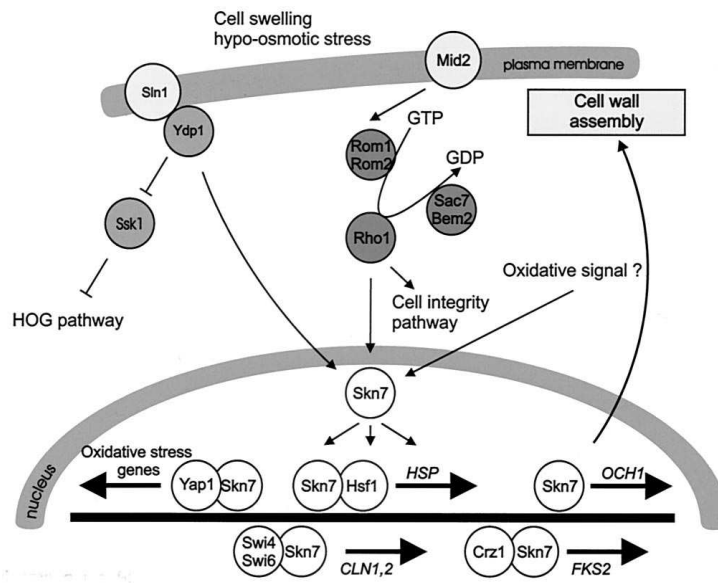 Cell swelling
hypo-osmotic stress
Mid2
plasma membrane
Sln1
Ydp1
Cell wall
assembly
GTP
Rom1
Rom2
GDP
Sac7
Bem2
Ssk1
Rho1
Oxidative signal ?
HOG pathway
Cell integrity
pathway
Skn7
nucleus
Oxidative stress
genes
Yap1 Skn7
Skn7 Hsf1
HSP
Skn7
OCH1
Swi4
Swi6
Skn7
CLN1,2
Crz1 Skn7
FKS2